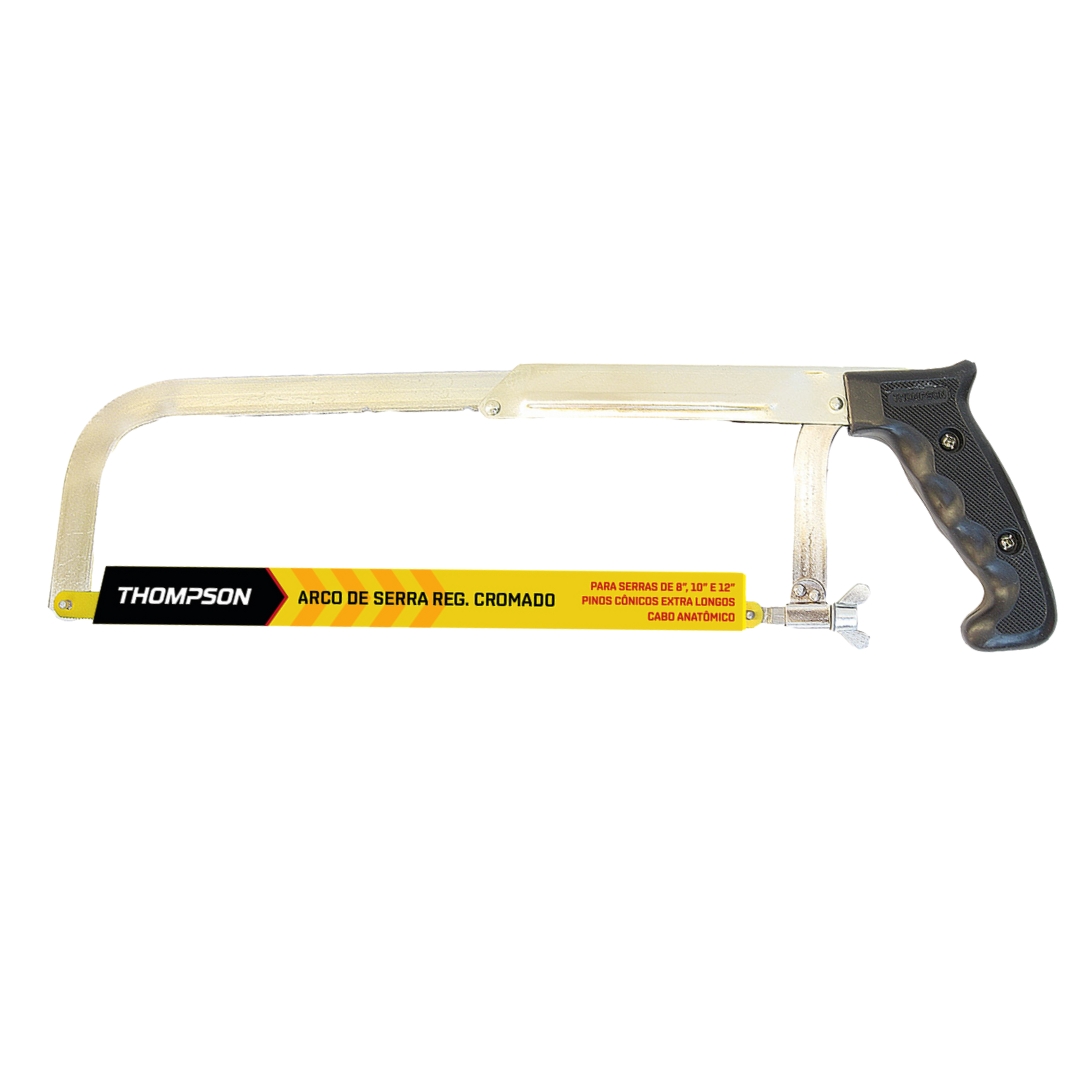 THOMPSON
THOMPSON
ARCO DE SERRA REG. CROMADO
PARA SERRAS DE 8", 10" E 12"
PINOS CÔNICOS EXTRA LONGOS
CABO ANATÔMICO